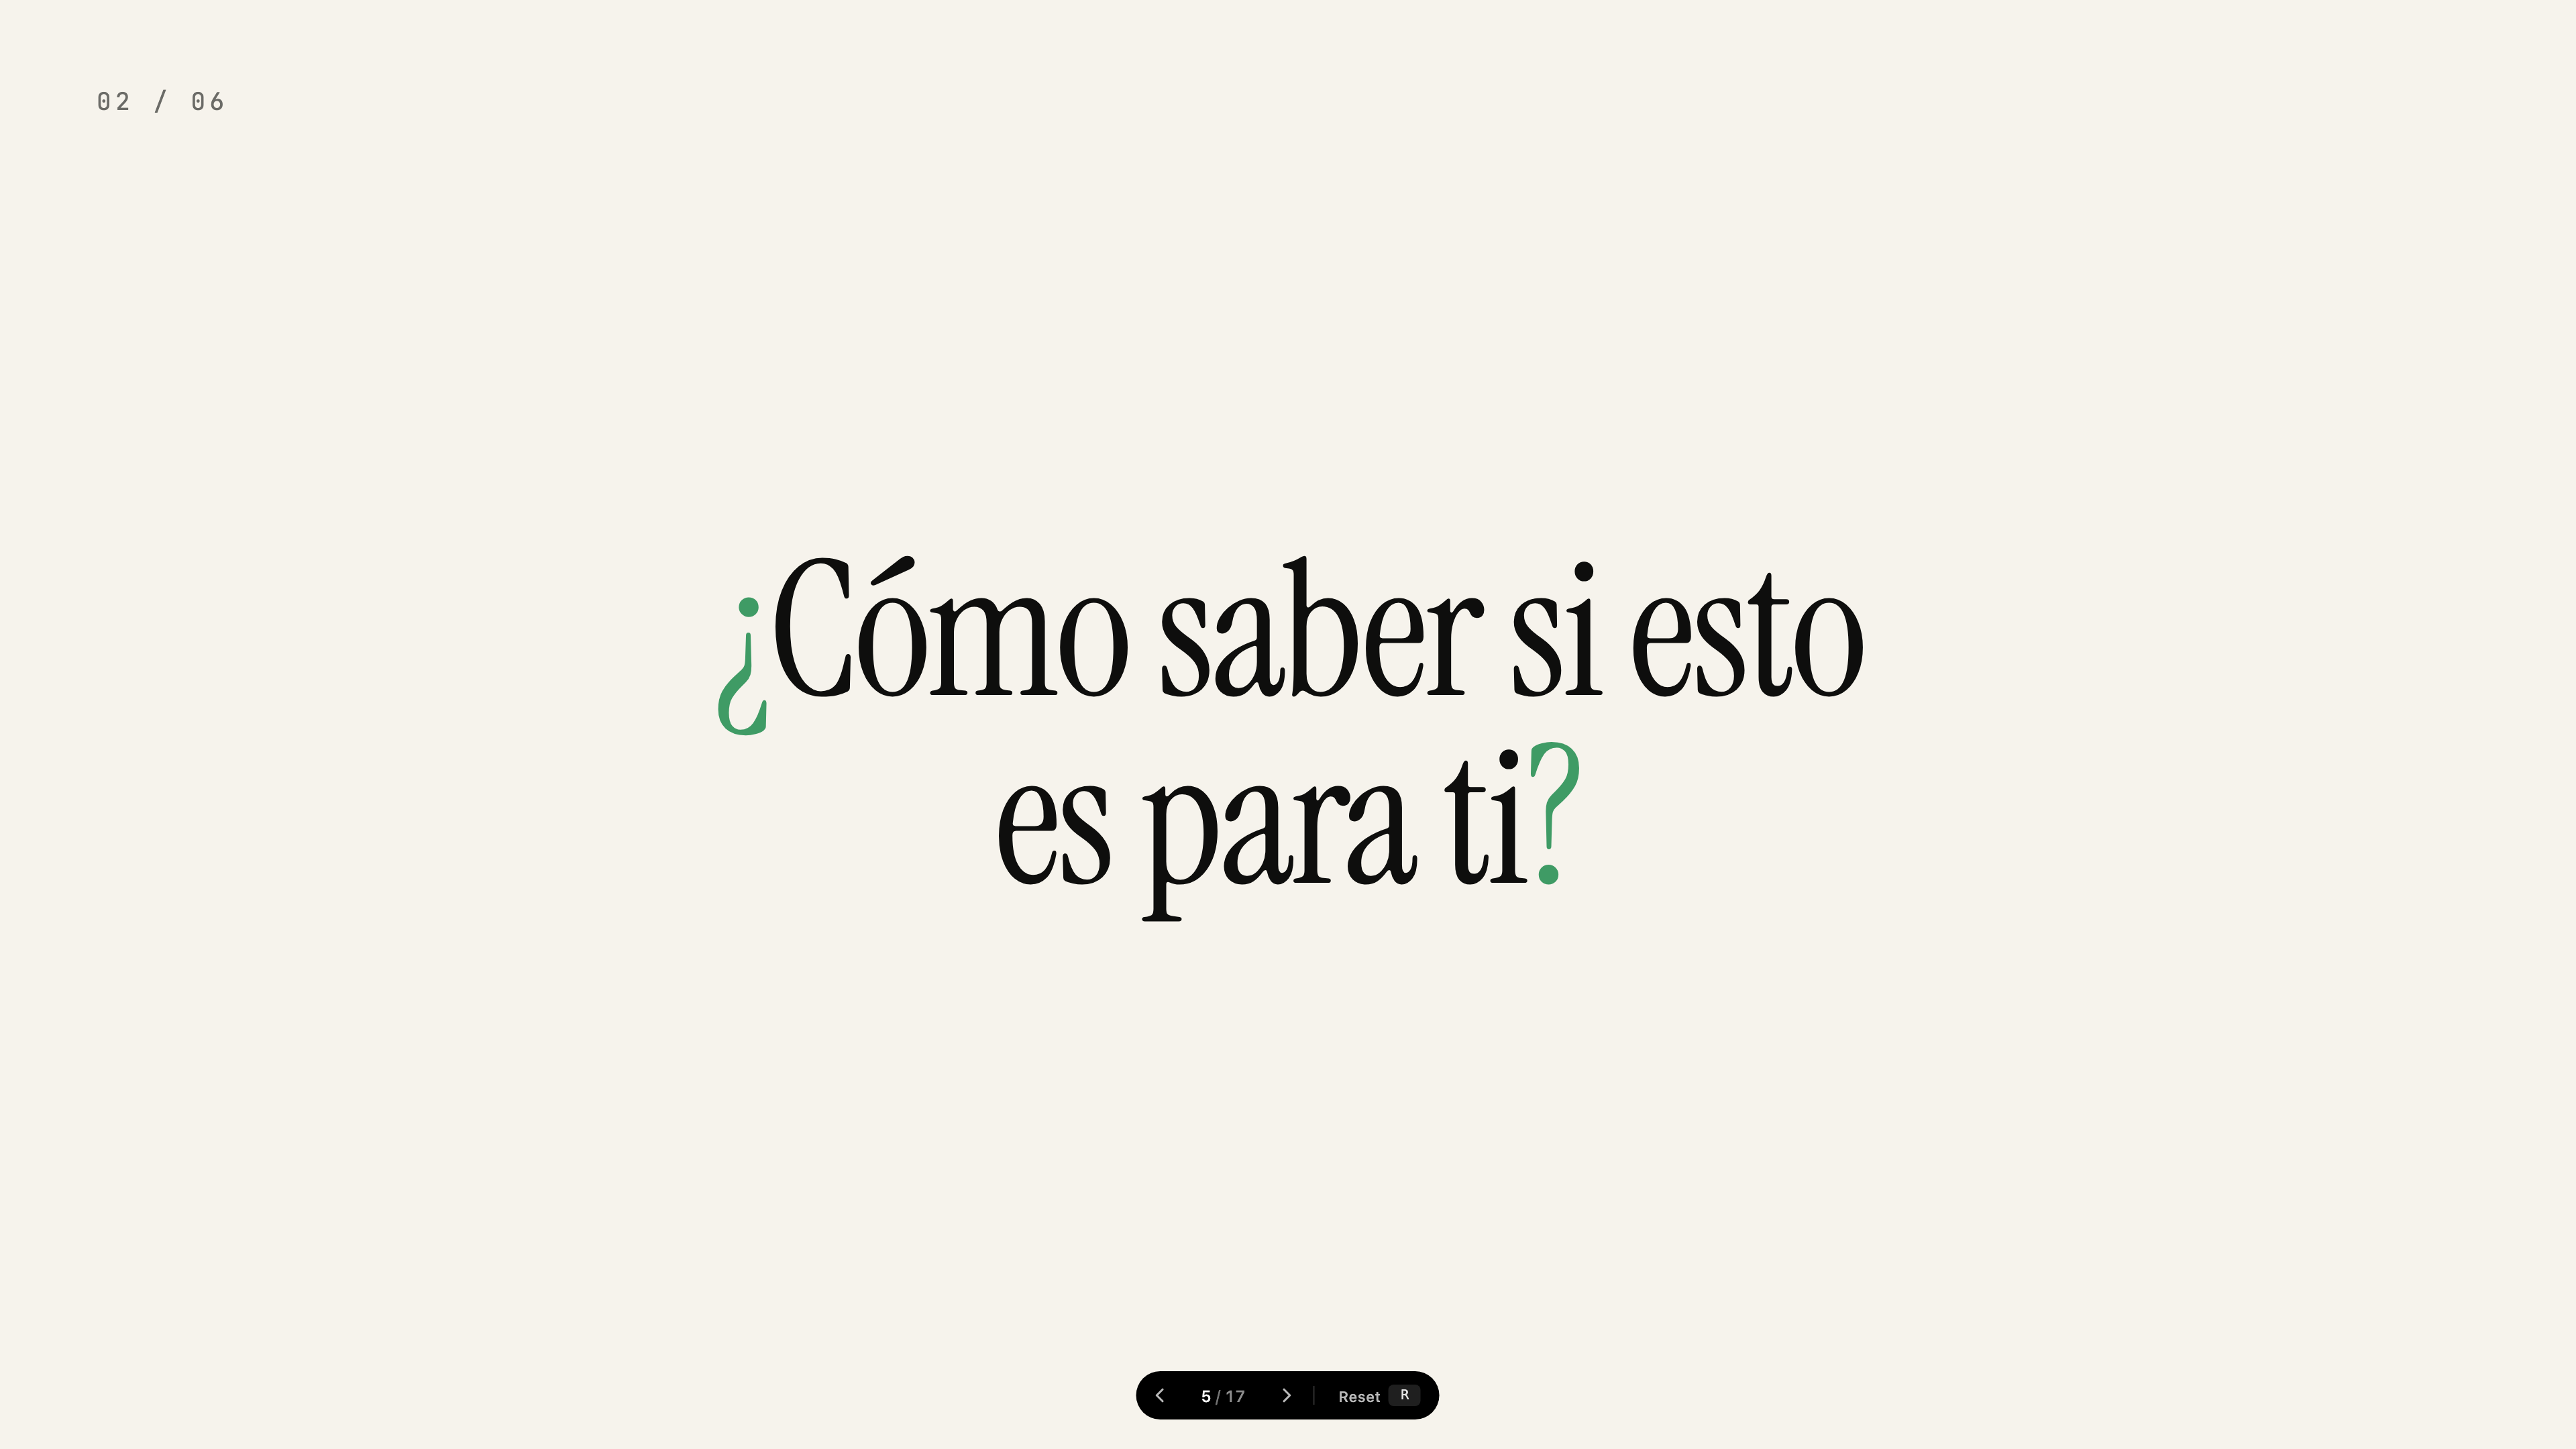 02 / 06
¿Cómo saber si esto
es para ti?
5 / 17 Reset R